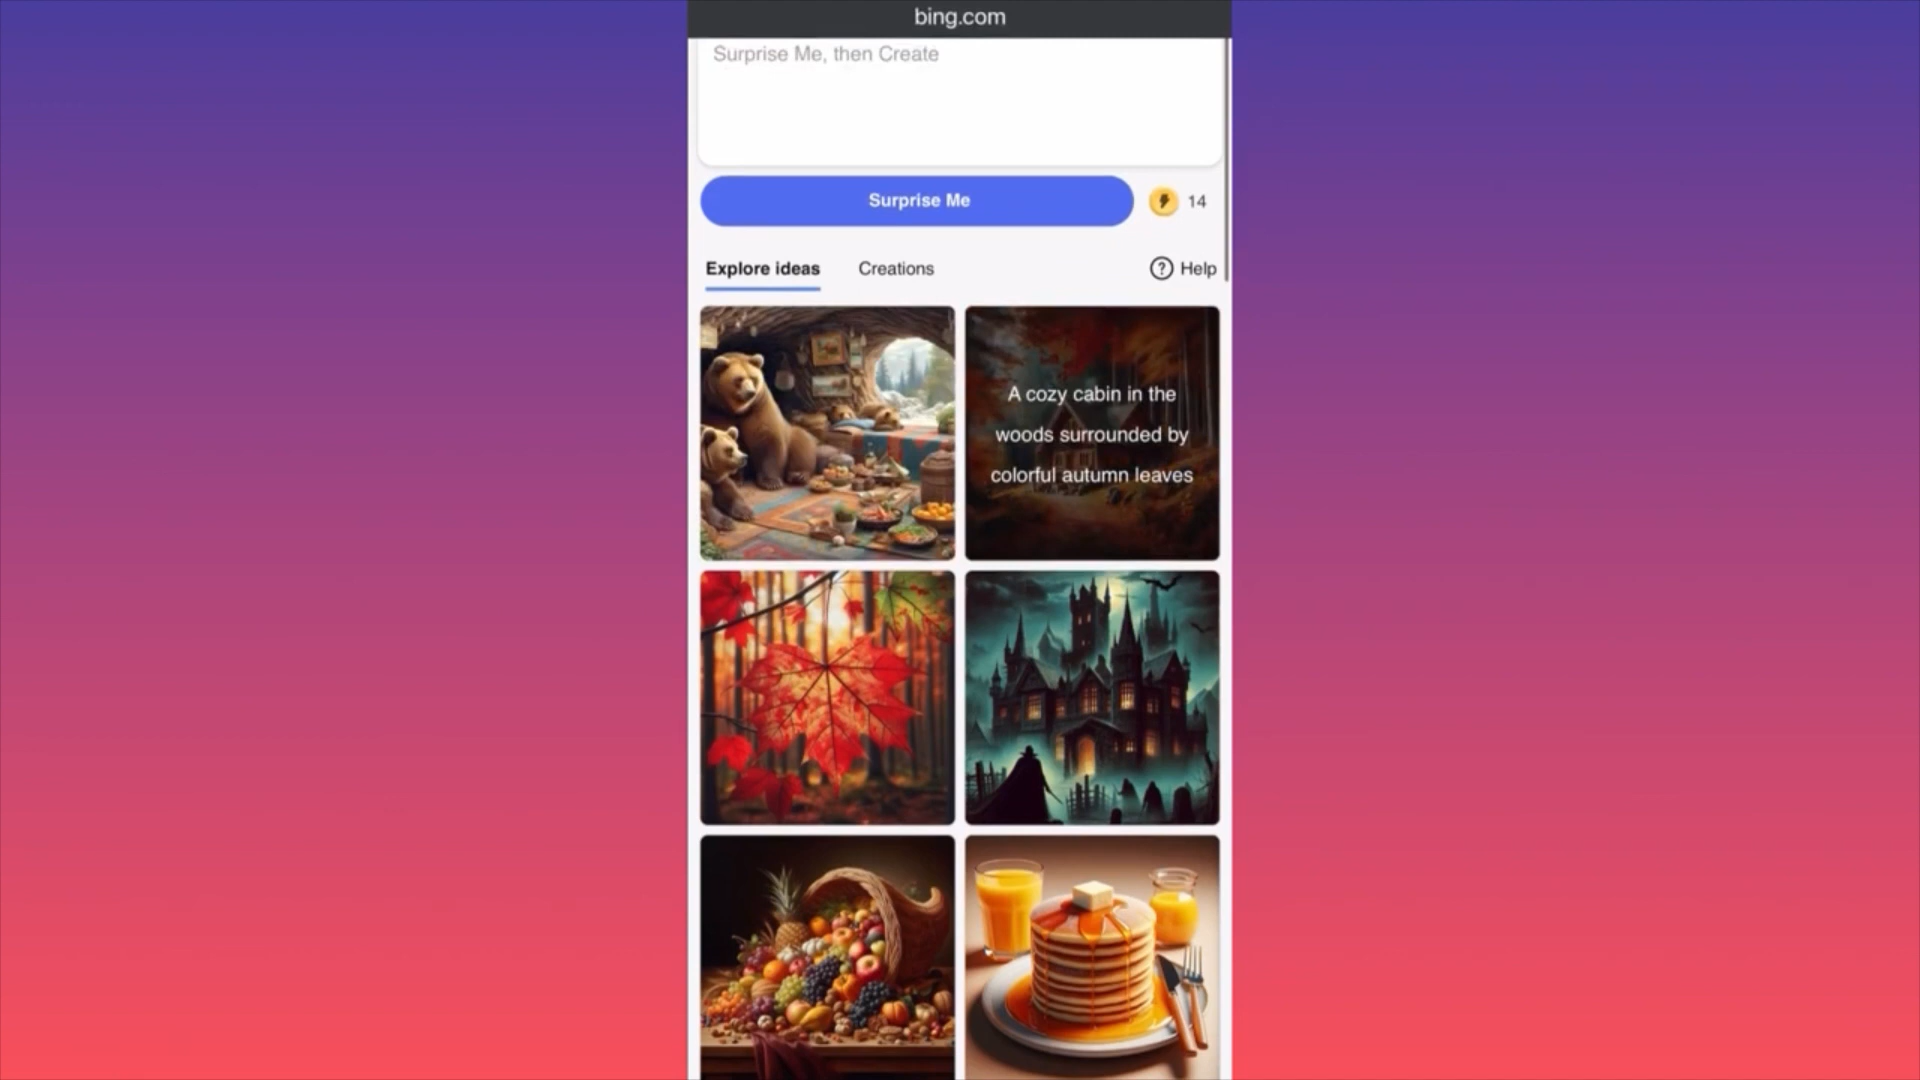 bing.com
Surprise Me, then Create
Surprise Me
14
Explore ideas
Creations
Help
A cozy cabin in the
woods surrounded by
colorful autumn leaves